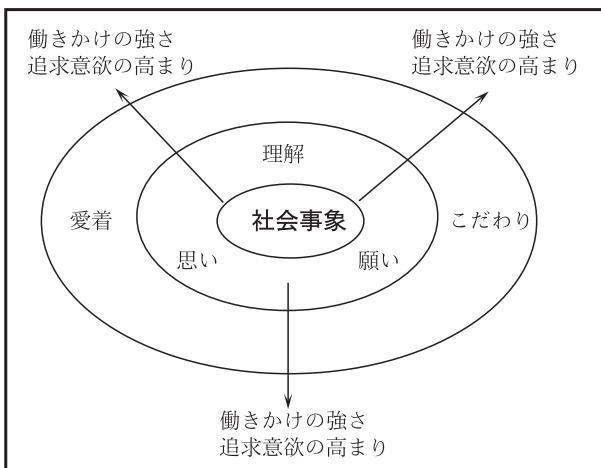 働きかけの強さ
追求意欲の高まり
働きかけの強さ
追求意欲の高まり
理解
愛着
社会事象
こだわり
思い
願い
働きかけの強さ
追求意欲の高まり